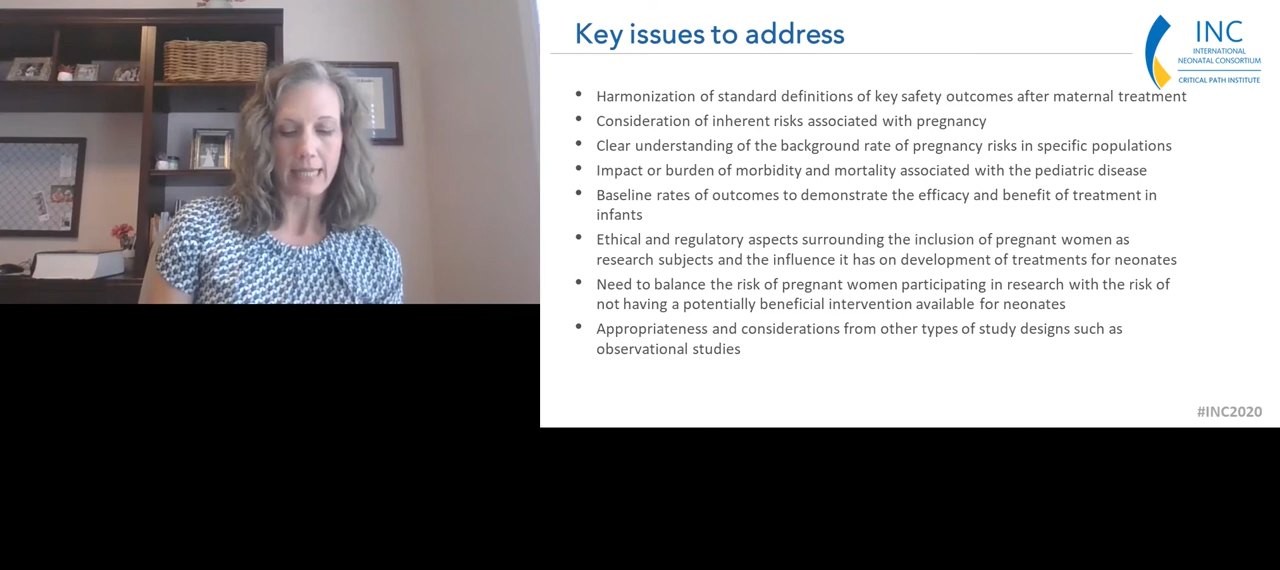 Key issues to address
INC
INTERNATIONAL
NEONATAL CONSORTIUM
CRITICAL PATH INSTITUTE
• Harmonization of standard definitions of key safety outcomes after maternal treatment
• Consideration of inherent risks associated with pregnancy
• Clear understanding of the background rate of pregnancy risks in specific populations
• Impact or burden of morbidity and mortality associated with the pediatric disease
• Baseline rates of outcomes to demonstrate the efficacy and benefit of treatment in
infants
• Ethical and regulatory aspects surrounding the inclusion of pregnant women as
research subjects and the influence it has on development of treatments for neonates
• Need to balance the risk of pregnant women participating in research with the risk of
not having a potentially beneficial intervention available for neonates
• Appropriateness and considerations from other types of study designs such as
observational studies
#INC2020